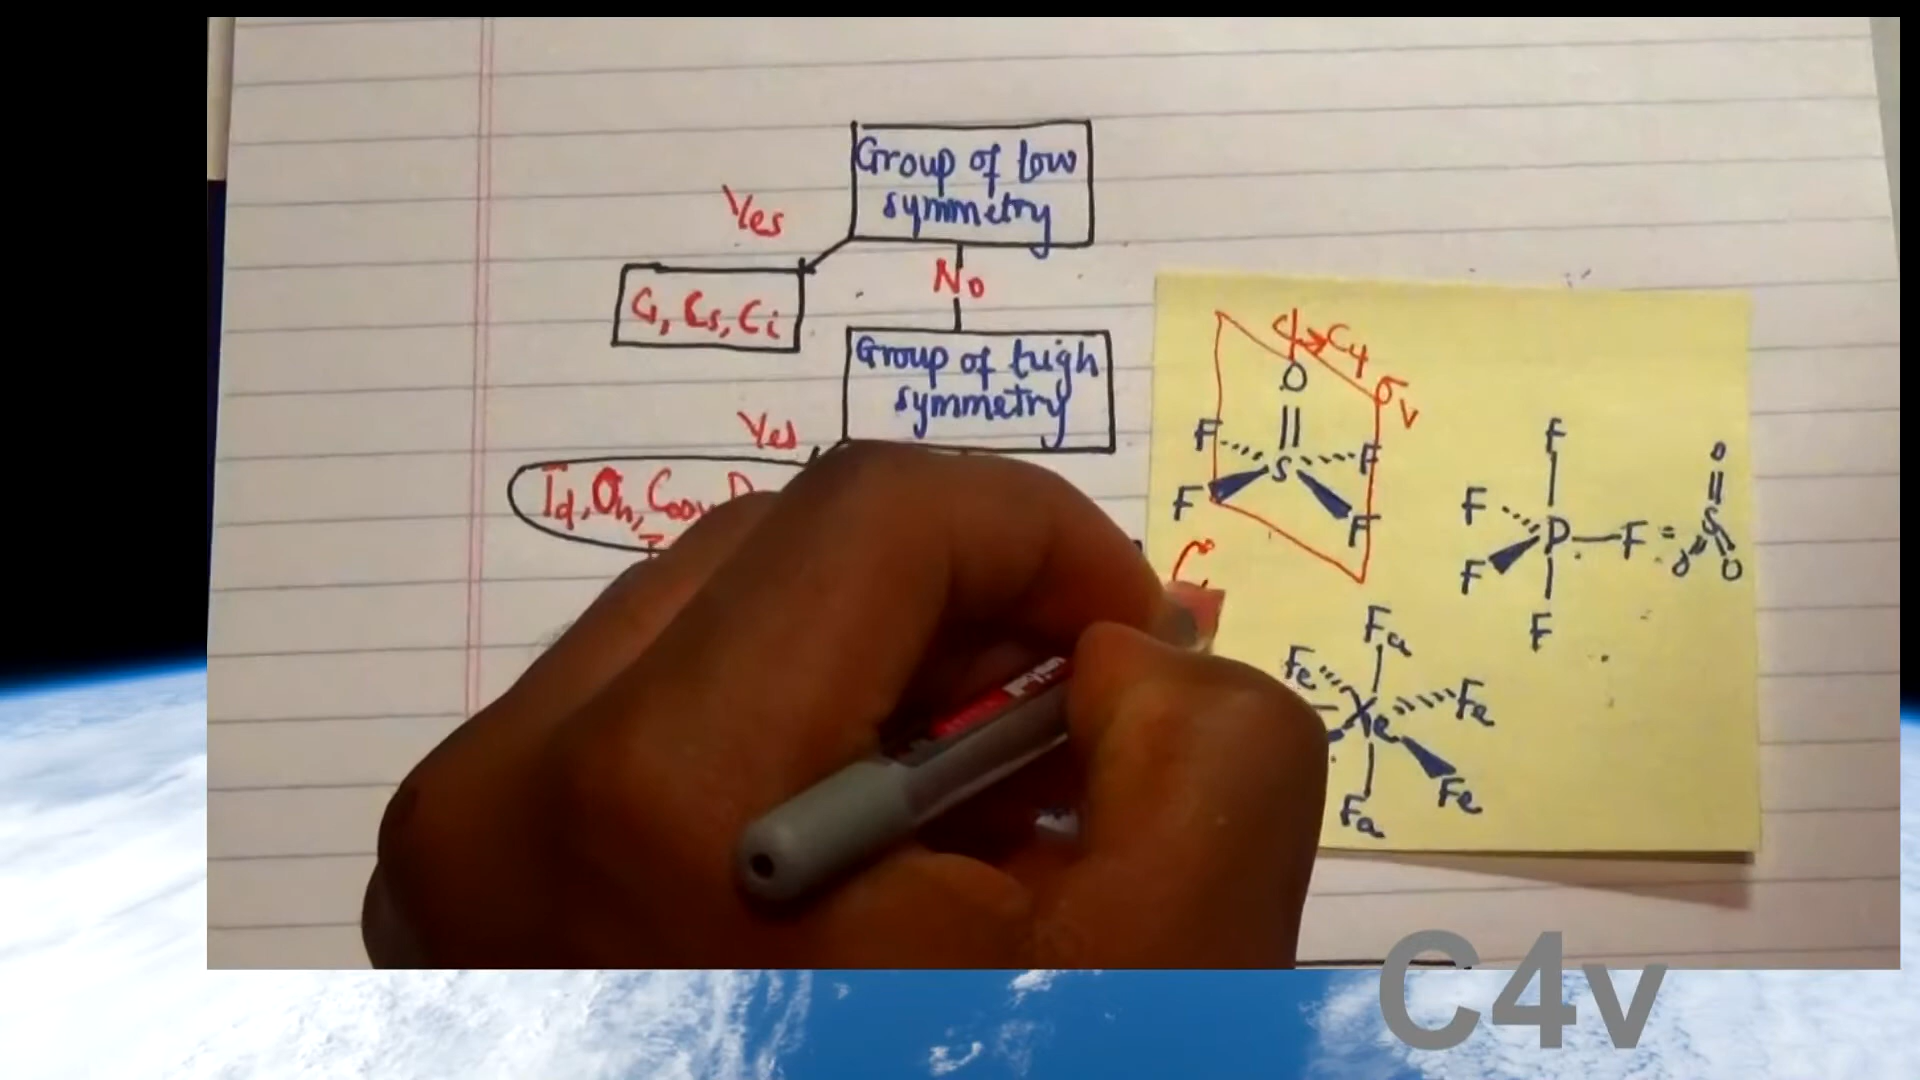 Group of low
symmetry
Yes
No
C1, Cs, Ci
Group of high
symmetry
Yes
Td, Oh, C∞v
C4
σv
O
F F
S
F F
F
F P F
F
F
O
S
O O
Fa
Fe Fe
Xe
Fe
Fa
C4v